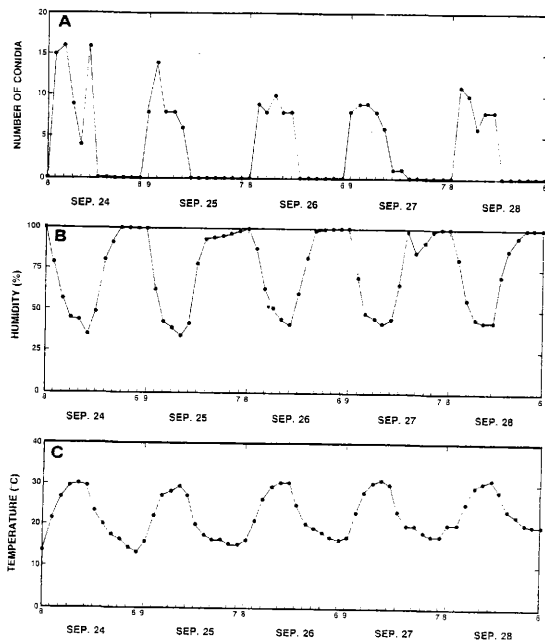 A
NUMBER OF CONIDIA
20
15
10
5
0
8 6 9 7 8 6 9 7 8 6
SEP. 24 SEP. 25 SEP. 26 SEP. 27 SEP. 28
B
HUMIDITY (%)
100
75
50
25
0
8 6 9 7 8 6 9 7 8 6
SEP. 24 SEP. 25 SEP. 26 SEP. 27 SEP. 28
C
TEMPERATURE (°C)
40
30
20
10
0
8 6 9 7 8 6 9 7 8 6
SEP. 24 SEP. 25 SEP. 26 SEP. 27 SEP. 28